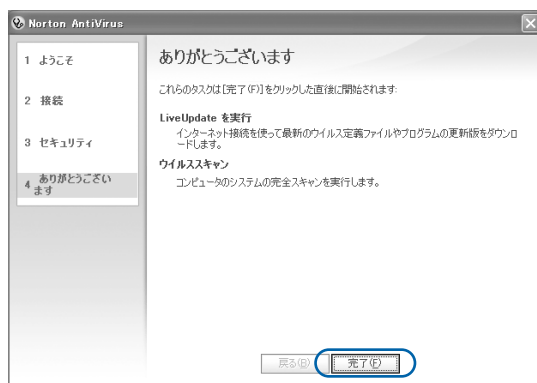 Norton AntiVirus
1 ようこそ
2 接続
3 セキュリティ
4 ありがとうござい
ます
ありがとうございます
これらのタスクは[完了(F)]をクリックした直後に開始されます:
LiveUpdate を実行
インターネット接続を使って最新のウイルス定義ファイルやプログラムの更新版をダウンロ
ードします。
ウイルススキャン
コンピュータのシステムの完全スキャンを実行します。
戻る(B)
完了(F)